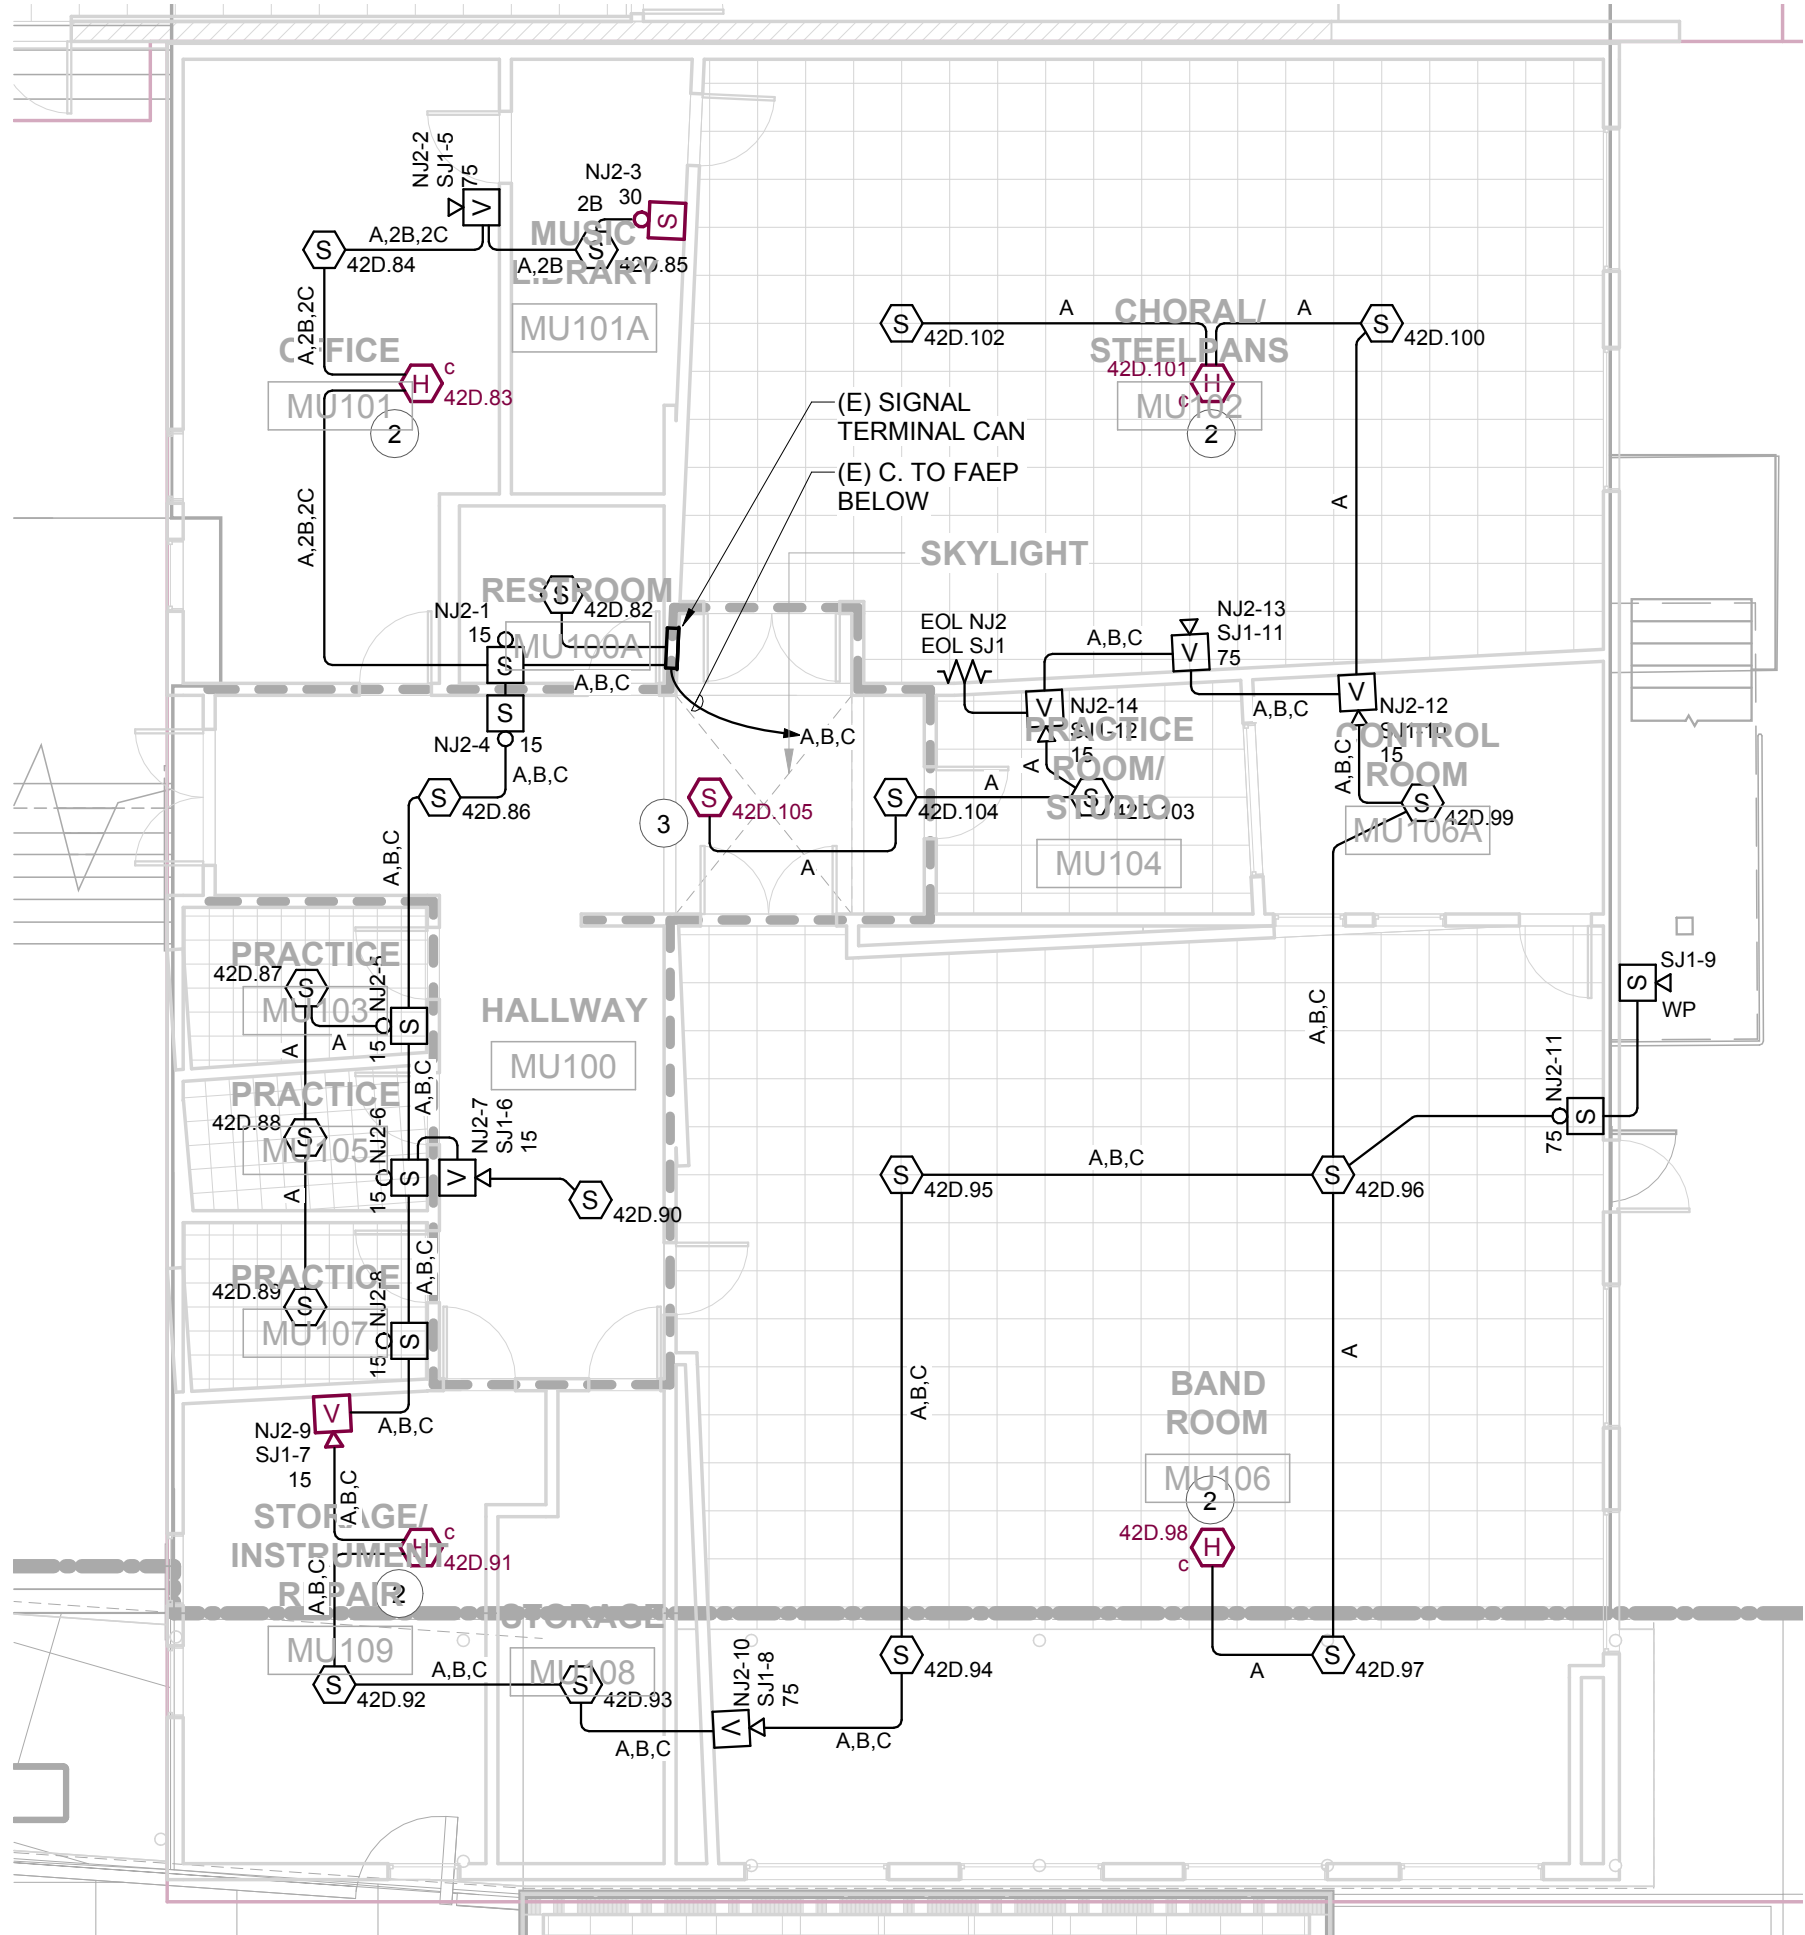 NJ2-2
SJ1-5
75
V
NJ2-3
30
2B
S
MUSIC
LIBRARY
MU101A
S
A,2B,2C
42D.84
A,2B
S
42D.85
A,2B,2C
OFFICE
MU101
H
c
42D.83
2
A,2B,2C
S
42D.102
A
CHORAL/
STEELPANS
A
S
42D.100
42D.101
H
c
MU102
2
(E) SIGNAL
TERMINAL CAN
(E) C. TO FAEP
BELOW
A
SKYLIGHT
RESTROOM
S
42D.82
MU100A
NJ2-1
15
S
A,B,C
S
NJ2-4
15
A,B,C
A,B,C
EOL NJ2
EOL SJ1
A,B,C
NJ2-13
SJ1-11
75
V
V
NJ2-14
SJ1-12
15
A,B,C
V
NJ2-12
SJ1-10
15
PRACTICE
ROOM/
STUDIO
MU104
CONTROL
ROOM
MU106A
A,B,C
S
42D.99
S
42D.86
S
42D.105
3
A
S
42D.104
A
A
S
42D.103
A,B,C
PRACTICE
42D.87
S
MU103
NJ2-5
S
15
A
A
HALLWAY
MU100
A,B,C
PRACTICE
42D.88
S
MU105
NJ2-6
S
15
V
NJ2-7
SJ1-6
15
S
42D.90
A
A,B,C
PRACTICE
42D.89
S
MU107
NJ2-8
S
15
S
SJ1-9
WP
A,B,C
NJ2-11
S
75
S
42D.95
A,B,C
S
42D.96
A,B,C
A
BAND
ROOM
MU106
2
42D.98
H
c
V
NJ2-9
SJ1-7
15
A,B,C
A,B,C
STORAGE/
INSTRUMENT
REPAIR
MU109
H
c
42D.91
2
A,B,C
STORAGE
MU108
S
42D.92
A,B,C
S
42D.93
A,B,C
NJ2-10
SJ1-8
75
V
A,B,C
S
42D.94
A
S
42D.97